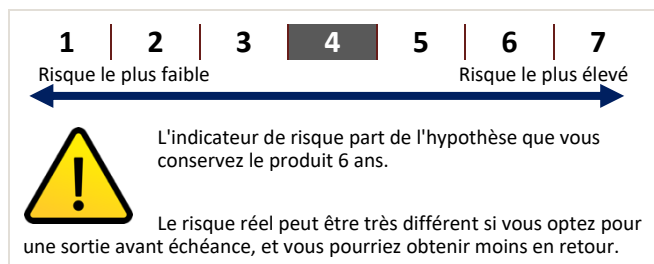 1 2 3 4 5 6 7
Risque le plus faible Risque le plus élevé
L'indicateur de risque part de l'hypothèse que vous
conservez le produit 6 ans.
Le risque réel peut être très différent si vous optez pour
une sortie avant échéance, et vous pourriez obtenir moins en retour.